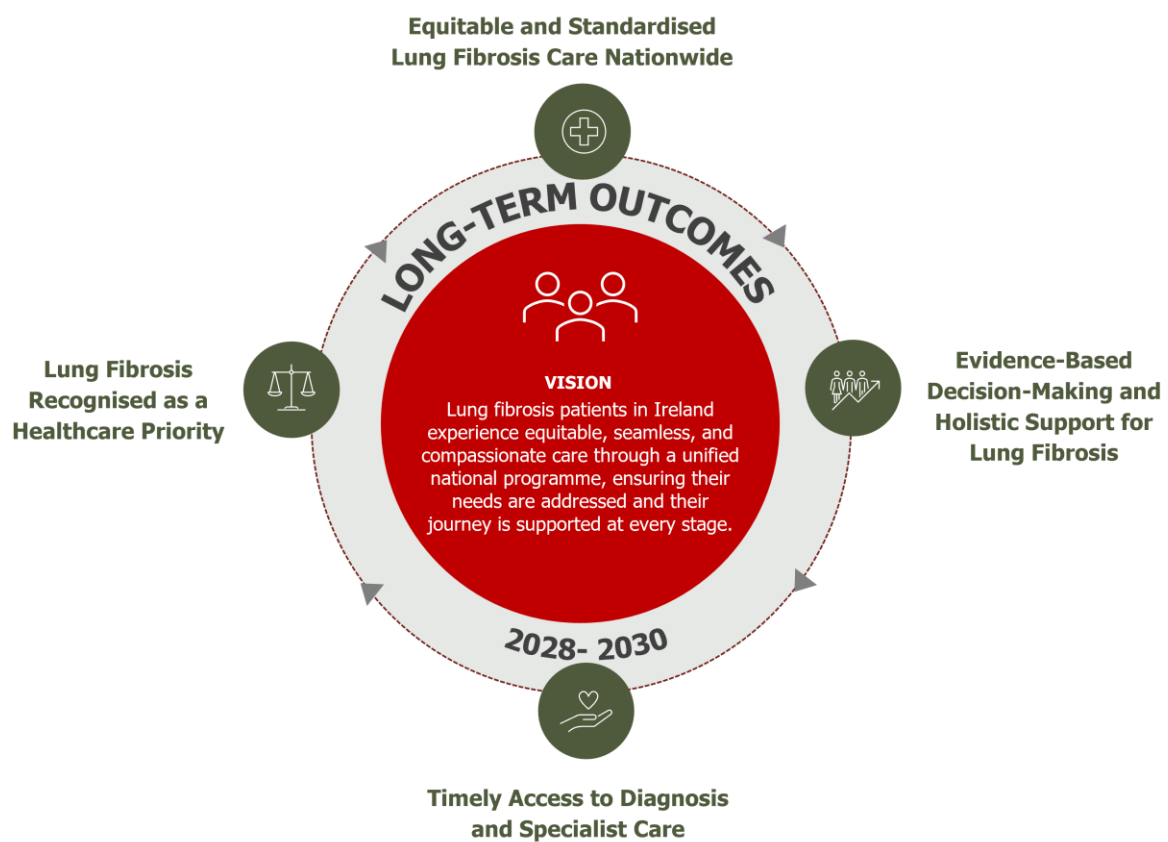 Equitable and Standardised
Lung Fibrosis Care Nationwide
LONG-TERM OUTCOMES
Lung Fibrosis
Recognised as a
Healthcare Priority
VISION
Lung fibrosis patients in Ireland
experience equitable, seamless, and
compassionate care through a unified
national programme, ensuring their
needs are addressed and their
journey is supported at every stage.
Evidence-Based
Decision-Making and
Holistic Support for
Lung Fibrosis
2028- 2030
Timely Access to Diagnosis
and Specialist Care